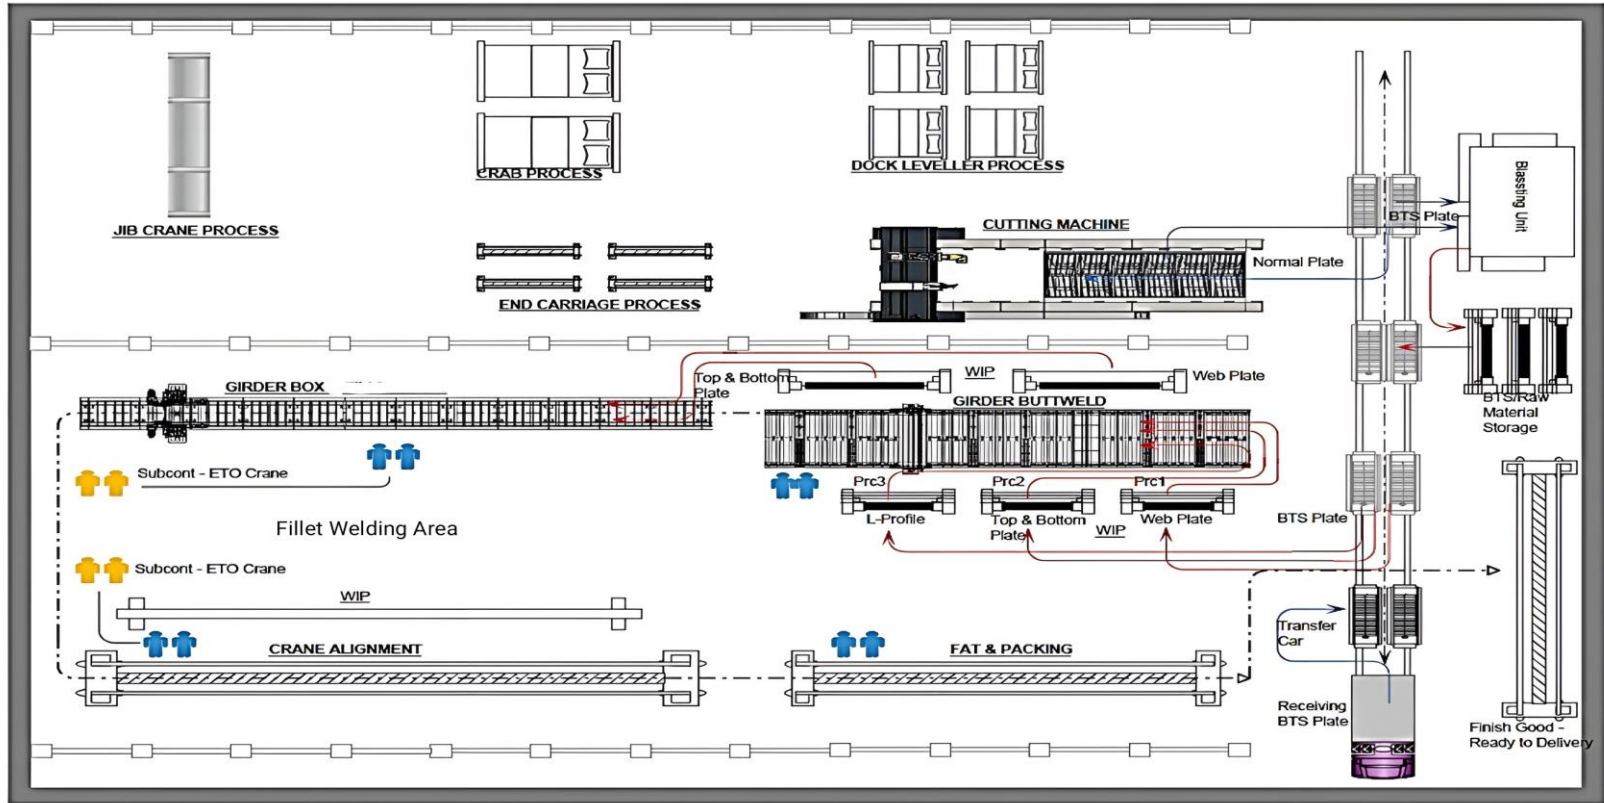 JIB CRANE PROCESS
CRAB PROCESS
DOCK LEVELLER PROCESS
END CARRIAGE PROCESS
CUTTING MACHINE
Normal Plate
BTS Plate
Blassting Unit
BTS/Raw
Material
Storage
GIRDER BOX
Top & Bottom
Plate
WIP
Web Plate
GIRDER BUTTWELD
Subcont - ETO Crane
Fillet Welding Area
Prc3
Prc2
Prc1
L-Profile
Top & Bottom
Plate
Web Plate
WIP
BTS Plate
Subcont - ETO Crane
WIP
CRANE ALIGNMENT
FAT & PACKING
Transfer
Car
Receiving
BTS Plate
Finish Good -
Ready to Delivery